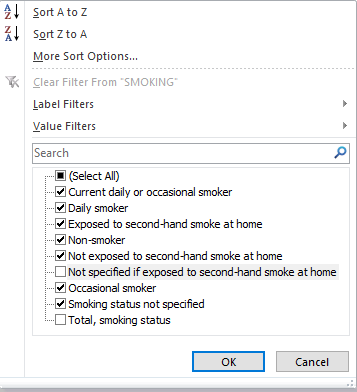 Sort A to Z
Sort Z to A
More Sort Options...
Clear Filter From "SMOKING"
Label Filters
Value Filters
Search
(Select All)
Current daily or occasional smoker
Daily smoker
Exposed to second-hand smoke at home
Non-smoker
Not exposed to second-hand smoke at home
Not specified if exposed to second-hand smoke at home
Occasional smoker
Smoking status not specified
Total, smoking status
OK Cancel